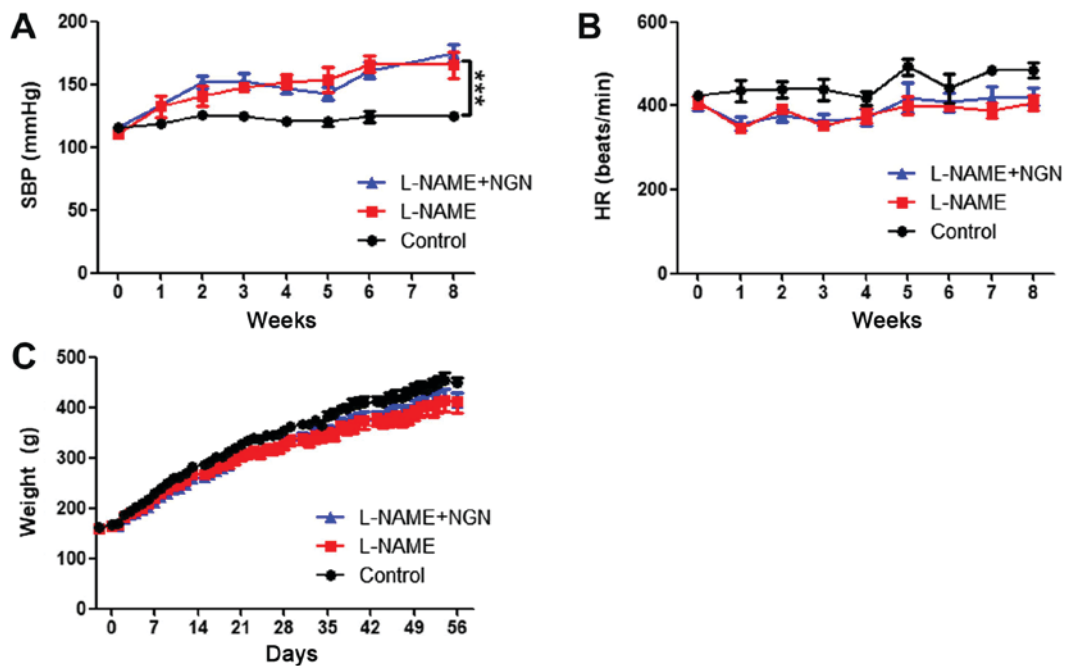 A
SBP (mmHg)
200
150
100
50
0
***
L-NAME+NGN
L-NAME
Control
0 1 2 3 4 5 6 7 8
Weeks
B
HR (beats/min)
600
400
200
0
L-NAME+NGN
L-NAME
Control
0 1 2 3 4 5 6 7 8
Weeks
C
Weight (g)
500
400
300
200
100
0
L-NAME+NGN
L-NAME
Control
0 7 14 21 28 35 42 49 56
Days